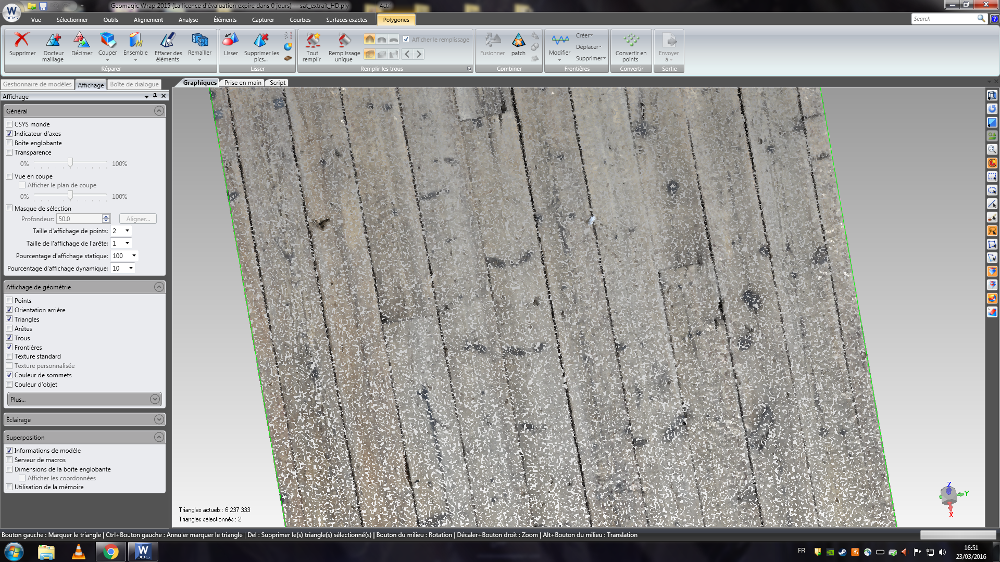 Geomagic Wrap 2015 (La licence d'évaluation expire dans 0 jours) -- sat_extrait_HD.ply
Actif
W
3DS
Vue
Sélectionner
Outils
Alignement
Analyse
Éléments
Capturer
Courbes
Surfaces exactes
Polygones
Search
Supprimer
Docteur maillage
Décimer
Couper
Ensemble
Effacer des éléments
Remailler
Réparer
Lisser
Supprimer les pics...
Lisser
Tout remplir
Remplissage unique
Afficher le remplissage
Remplir les trous
Fusionner
patch
Combiner
Modifier
Créer
Déplacer
Supprimer
Frontières
Convertir en points
Convertir
Envoyer à
Sortie
Gestionnaire de modèles
Affichage
Boîte de dialogue
Graphiques
Prise en main
Script
Affichage
Général
CSYS monde
Indicateur d'axes
Boîte englobante
Transparence
0% 100%
Vue en coupe
Afficher le plan de coupe
0% 100%
Masque de sélection
Profondeur: 50.0 Aligner...
Taille d'affichage de points: 2
Taille de l'affichage de l'arête: 1
Pourcentage d'affichage statique: 100
Pourcentage d'affichage dynamique: 10
Affichage de géométrie
Points
Orientation arrière
Triangles
Arêtes
Trous
Frontières
Texture standard
Texture personnalisée
Couleur de sommets
Couleur d'objet
Plus...
Éclairage
Superposition
Informations de modèle
Serveur de macros
Dimensions de la boîte englobante
Afficher les coordonnées
Utilisation de la mémoire
Triangles actuels : 6 237 333
Triangles sélectionnés : 2
Z
Y
X
Bouton gauche : Marquer le triangle | Ctrl+Bouton gauche : Annuler marquer le triangle | Del : Supprimer le(s) triangle(s) sélectionné(s) | Bouton du milieu : Rotation | Décaler+Bouton droit : Zoom | Alt+Bouton du milieu : Translation
W
3DS
FR
16:51
23/03/2016